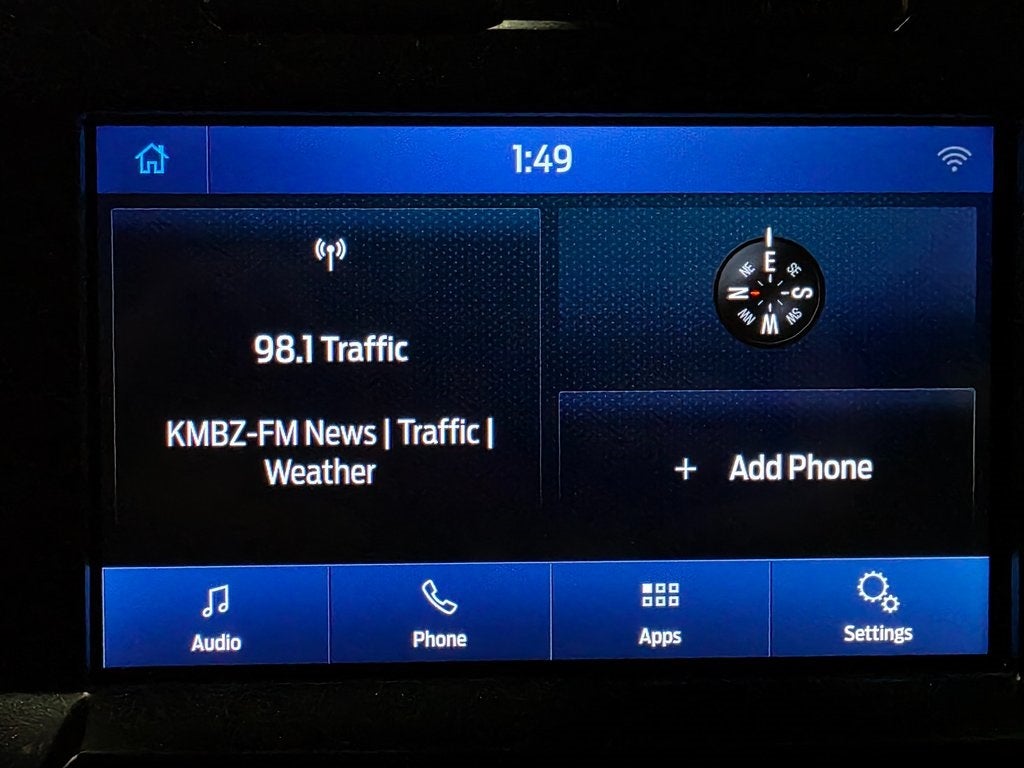 1:49
98.1 Traffic
KMBZ-FM News | Traffic |
Weather
E
NE
SE
N
S
NW
SW
W
+ Add Phone
Audio
Phone
Apps
Settings